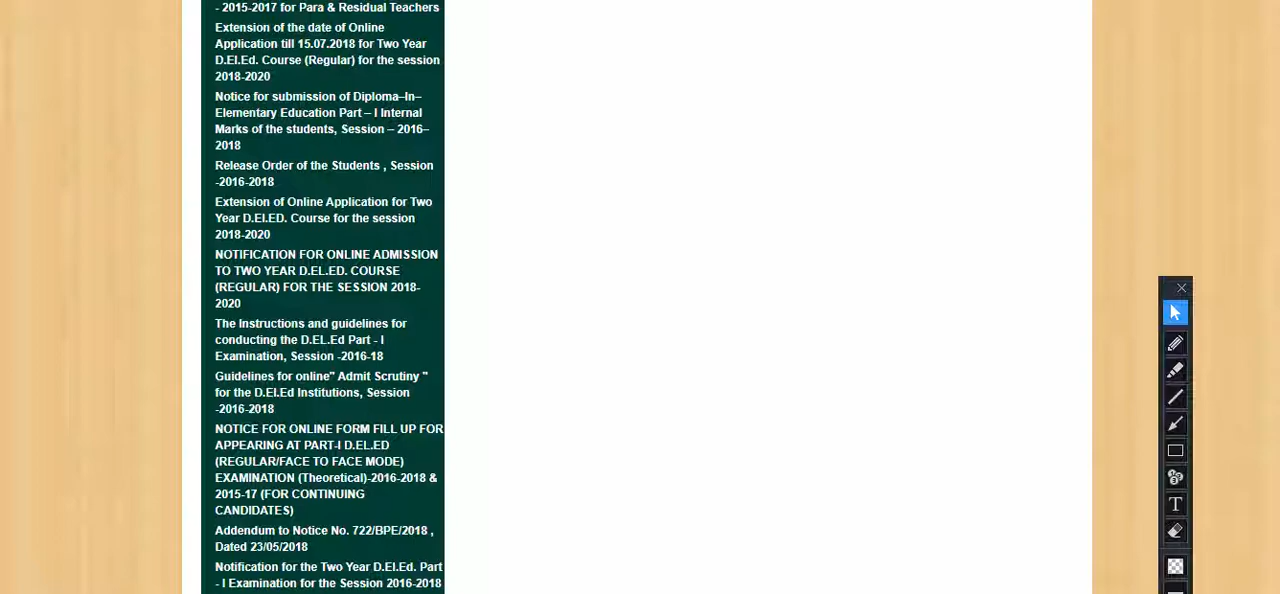 - 2015-2017 for Para & Residual Teachers
Extension of the date of Online
Application till 15.07.2018 for Two Year
D.El.Ed. Course (Regular) for the session
2018-2020
Notice for submission of Diploma–In–
Elementary Education Part – I Internal
Marks of the students, Session – 2016–
2018
Release Order of the Students , Session
-2016-2018
Extension of Online Application for Two
Year D.El.ED. Course for the session
2018-2020
NOTIFICATION FOR ONLINE ADMISSION
TO TWO YEAR D.EL.ED. COURSE
(REGULAR) FOR THE SESSION 2018-
2020
The Instructions and guidelines for
conducting the D.EL.Ed Part - I
Examination, Session -2016-18
Guidelines for online" Admit Scrutiny "
for the D.El.Ed Institutions, Session
-2016-2018
NOTICE FOR ONLINE FORM FILL UP FOR
APPEARING AT PART-I D.EL.ED
(REGULAR/FACE TO FACE MODE)
EXAMINATION (Theoretical)-2016-2018 &
2015-17 (FOR CONTINUING
CANDIDATES)
Addendum to Notice No. 722/BPE/2018 ,
Dated 23/05/2018
Notification for the Two Year D.El.Ed. Part
- I Examination for the Session 2016-2018
T